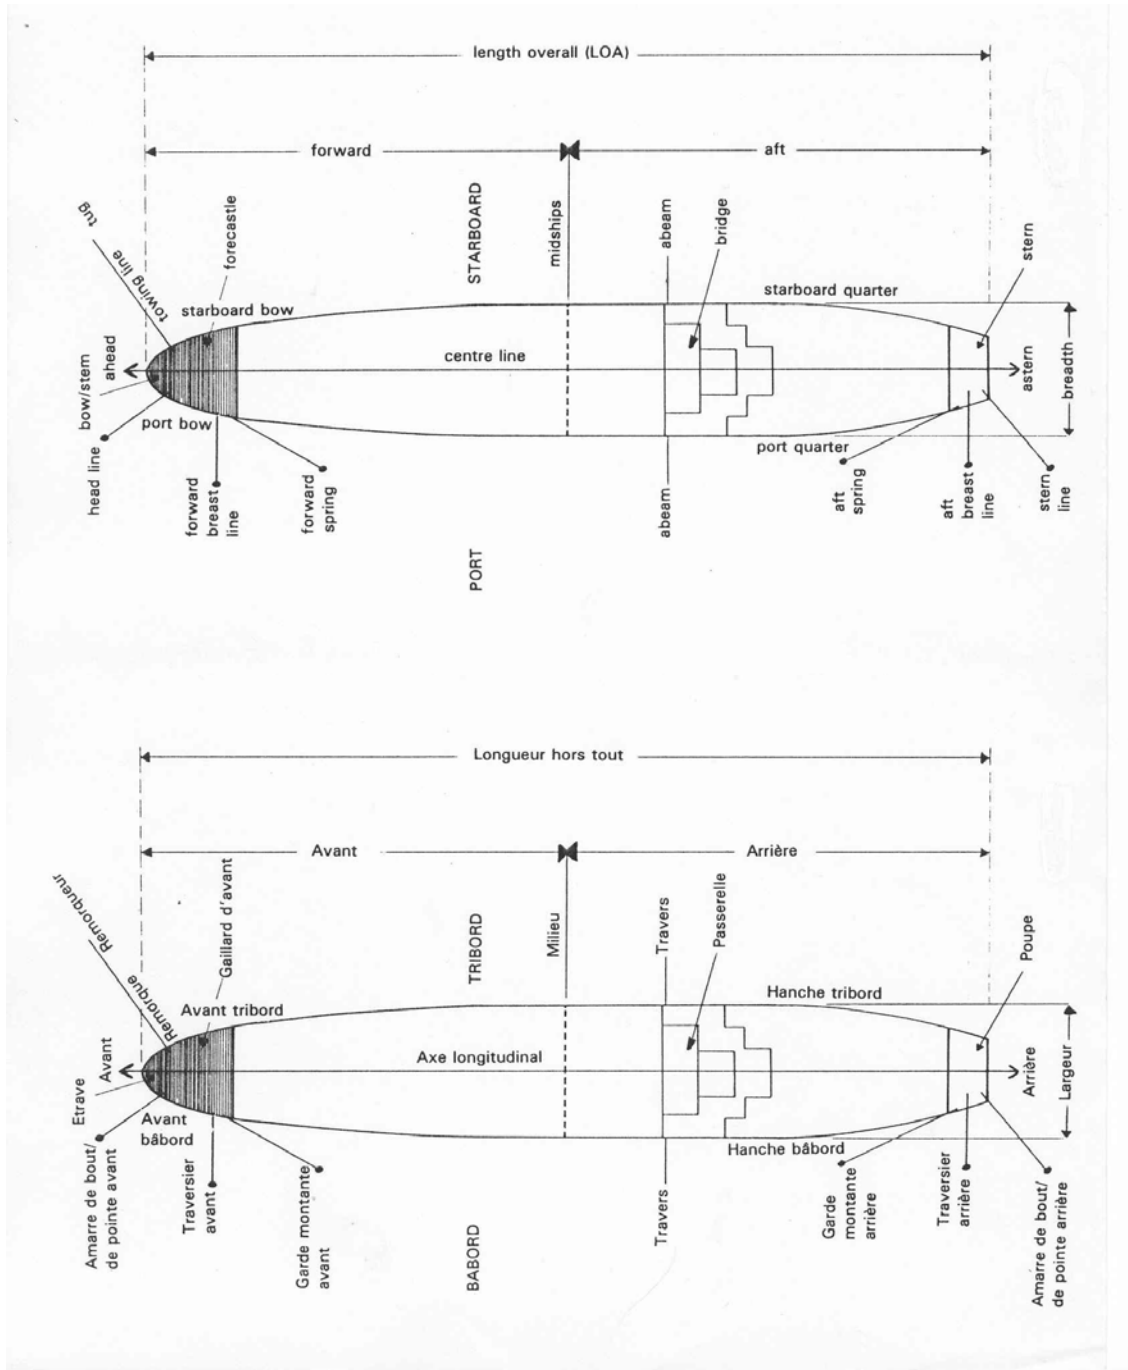 length overall (LOA)
forward
aft
tug
towing line
forecastle
STARBOARD
midships
abeam
bridge
stern
starboard bow
starboard quarter
bow/stem
ahead
centre line
astern
breadth
port bow
port quarter
head line
forward
breast
line
forward
spring
abeam
aft
spring
aft
breast
line
stern
line
PORT
Longueur hors tout
Avant
Arrière
Remorqueur
Remorque
Gaillard d'avant
TRIBORD
Milieu
Travers
Passerelle
Poupe
Avant tribord
Hanche tribord
Etrave
Avant
Axe longitudinal
Arrière
Largeur
Avant
bâbord
Hanche bâbord
Amarre de bout/
de pointe avant
Traversier
avant
Garde montante
avant
Travers
Garde
montante
arrière
Traversier
arrière
Amarre de bout/
de pointe arrière
BABORD